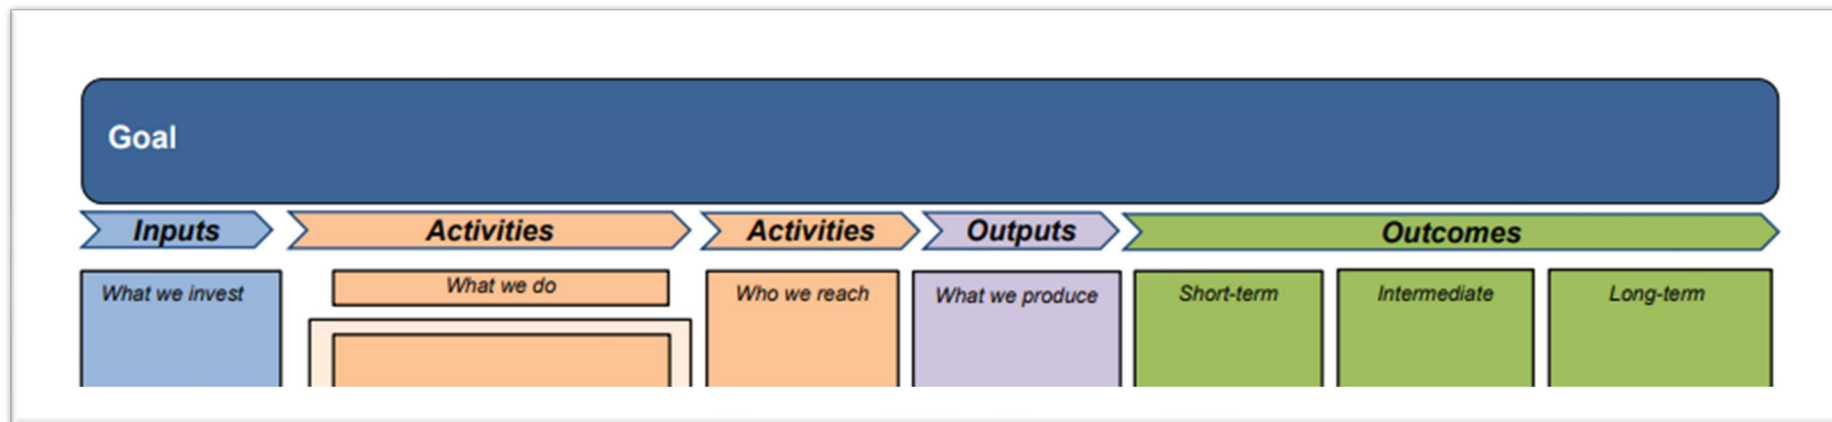 Goal
Inputs
Activities
Activities
Outputs
Outcomes
What we invest
What we do
Who we reach
What we produce
Short-term
Intermediate
Long-term